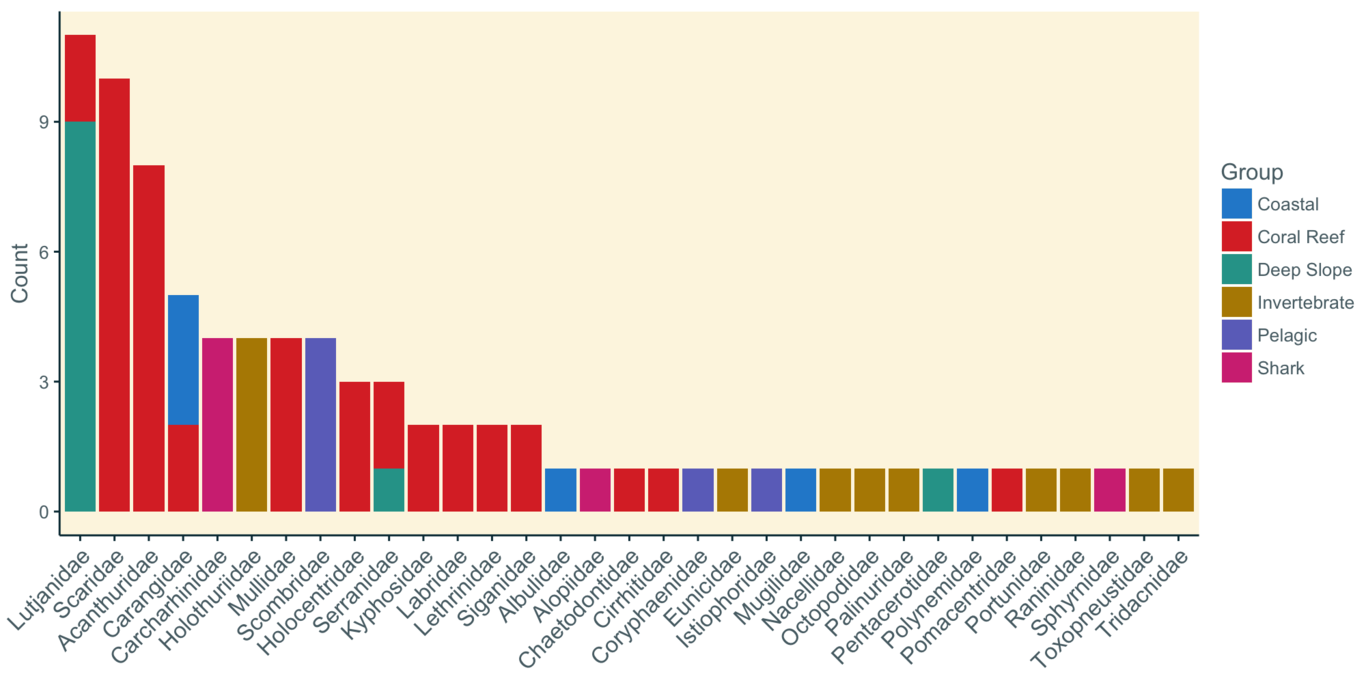 Count
9
6
3
0
Lutjanidae
Scaridae
Acanthuridae
Carangidae
Carcharhinidae
Holothuriidae
Mullidae
Scombridae
Holocentridae
Serranidae
Kyphosidae
Labridae
Lethrinidae
Siganidae
Albulidae
Alopiidae
Chaetodontidae
Cirrhitidae
Coryphaenidae
Eunicidae
Istiophoridae
Mugilidae
Nacellidae
Octopodidae
Palinuridae
Pentacerotidae
Polynemidae
Pomacentridae
Portunidae
Raninidae
Sphyrnidae
Toxopneustidae
Tridacnidae
Group
Coastal
Coral Reef
Deep Slope
Invertebrate
Pelagic
Shark